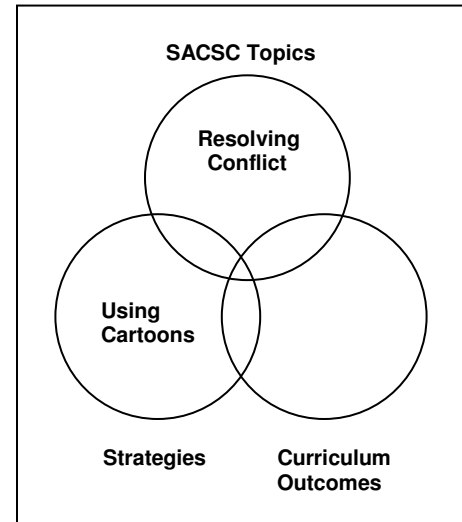 SACSC Topics
Resolving
Conflict
Using
Cartoons
Strategies
Curriculum
Outcomes